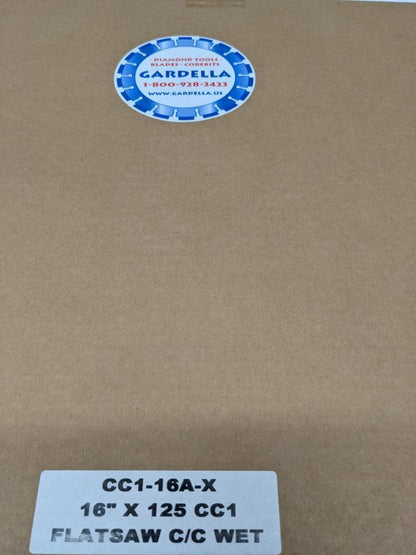 · DIAMOND TOOLS ·
BLADES · COREBITS
GARDELLA
1-800-928-3423
WWW.GARDELLA.US
CC1-16A-X
16" X 125 CC1
FLATSAW C/C WET